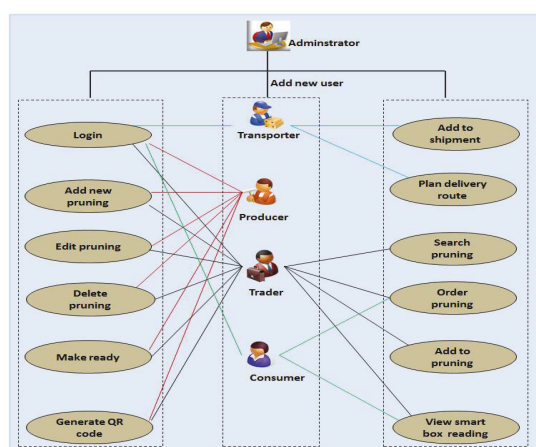 Adminstrator
Add new user
Login
Add new
pruning
Edit pruning
Delete
pruning
Make ready
Generate QR
code
Transporter
Producer
Trader
Consumer
Add to
shipment
Plan delivery
route
Search
pruning
Order
pruning
Add to
pruning
View smart
box reading